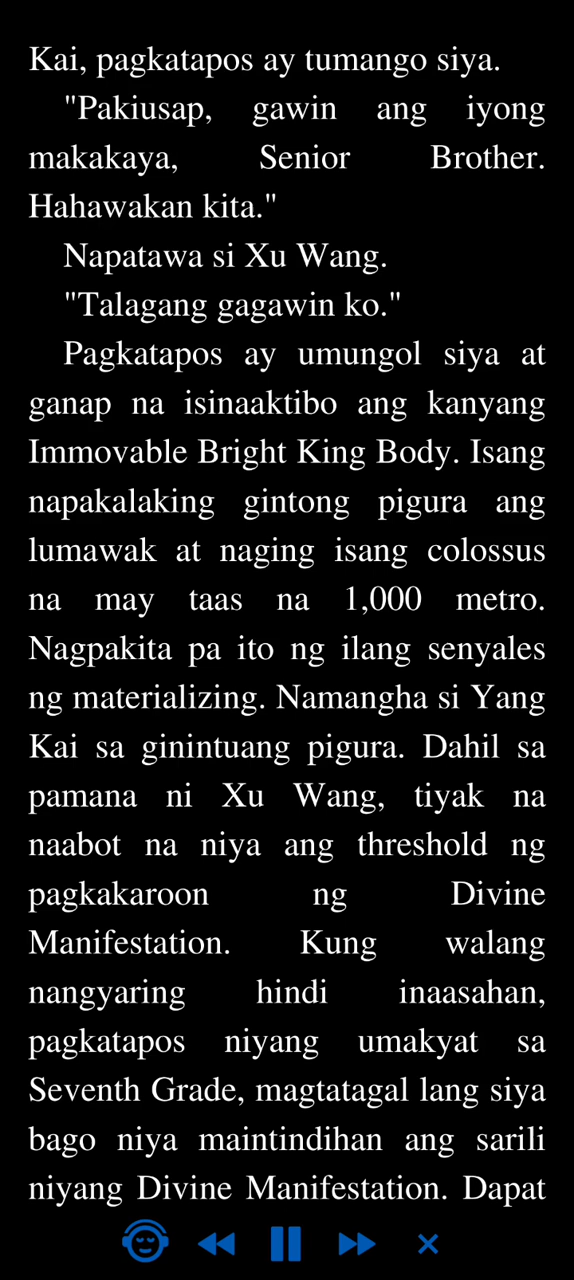 Kai, pagkatapos ay tumango siya.
"Pakiusap, gawin ang iyong
makakaya, Senior Brother.
Hahawakan kita."
Napatawa si Xu Wang.
"Talagang gagawin ko."
Pagkatapos ay umungol siya at
ganap na isinaaktibo ang kanyang
Immovable Bright King Body. Isang
napakalaking gintong pigura ang
lumawak at naging isang colossus
na may taas na 1,000 metro.
Nagpakita pa ito ng ilang senyales
ng materializing. Namangha si Yang
Kai sa ginintuang pigura. Dahil sa
pamana ni Xu Wang, tiyak na
naabot na niya ang threshold ng
pagkakaroon ng Divine
Manifestation. Kung walang
nangyaring hindi inaasahan,
pagkatapos niyang umakyat sa
Seventh Grade, magtatagal lang siya
bago niya maintindihan ang sarili
niyang Divine Manifestation. Dapat